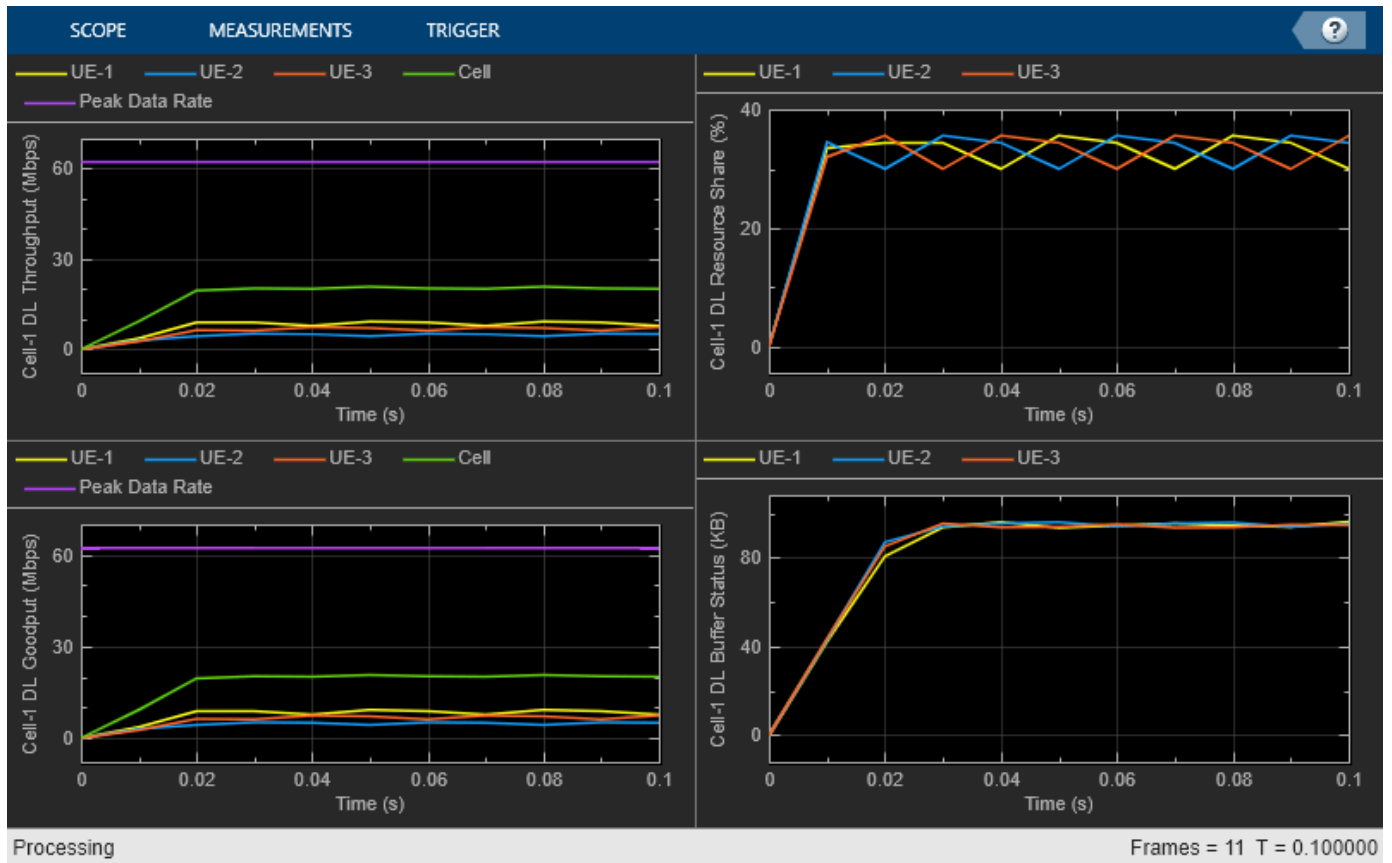 SCOPE MEASUREMENTS TRIGGER ?
UE-1 UE-2 UE-3 Cell
Peak Data Rate
Cell-1 DL Throughput (Mbps)
60
30
0
0 0.02 0.04 0.06 0.08 0.1
Time (s)
UE-1 UE-2 UE-3
Cell-1 DL Resource Share (%)
40
20
0
0 0.02 0.04 0.06 0.08 0.1
Time (s)
UE-1 UE-2 UE-3 Cell
Peak Data Rate
Cell-1 DL Goodput (Mbps)
60
30
0
0 0.02 0.04 0.06 0.08 0.1
Time (s)
UE-1 UE-2 UE-3
Cell-1 DL Buffer Status (KB)
80
40
0
0 0.02 0.04 0.06 0.08 0.1
Time (s)
Processing Frames = 11 T = 0.100000